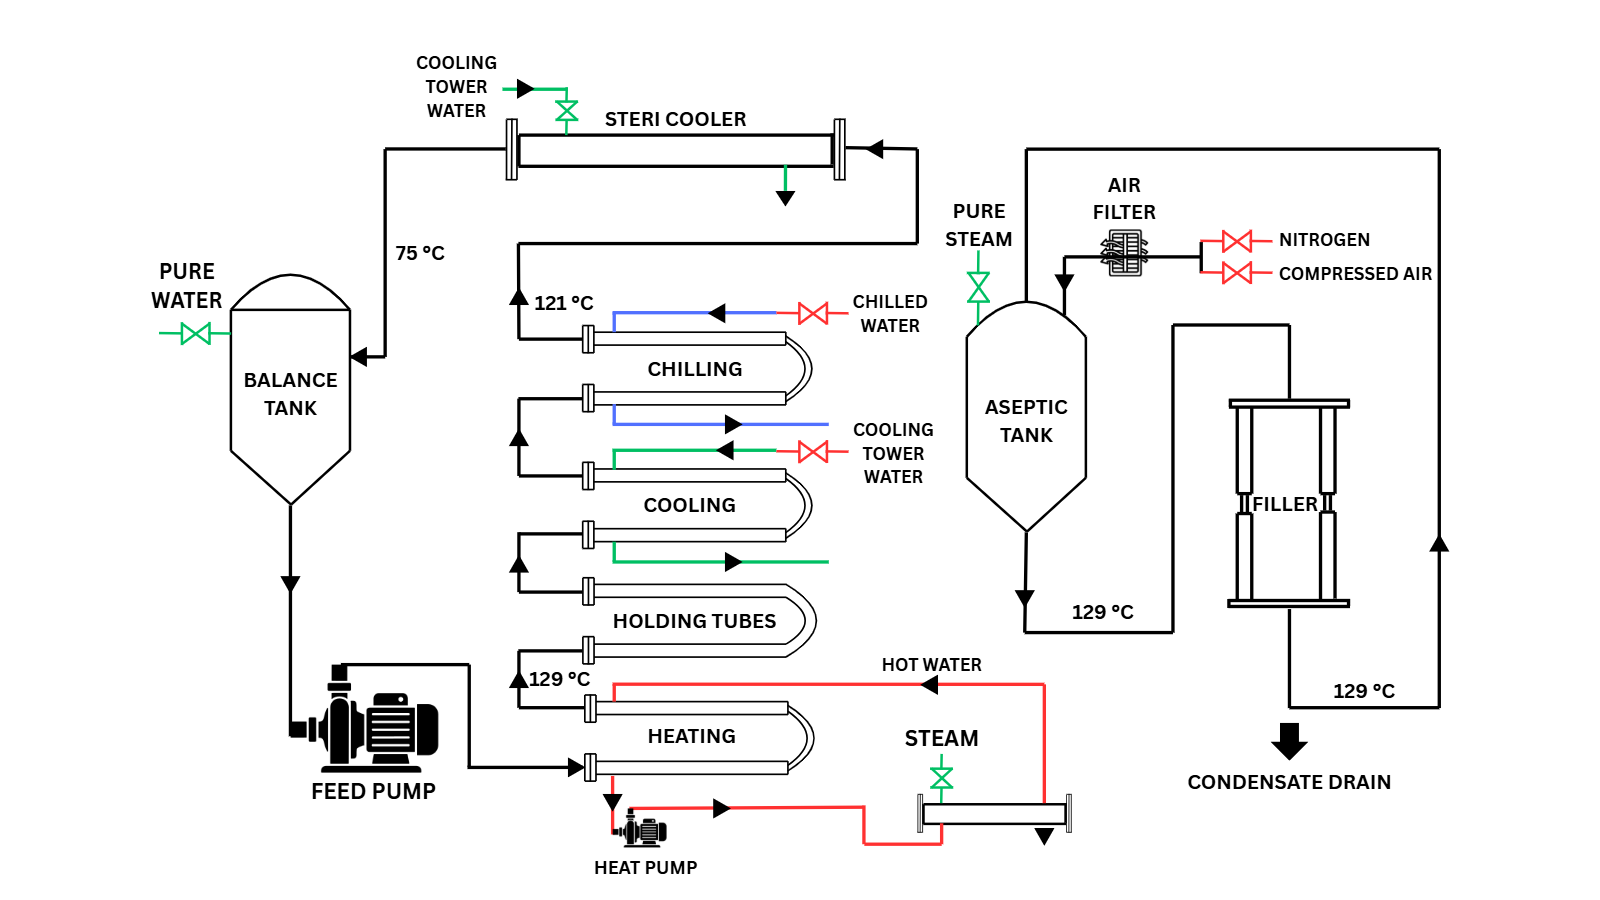 COOLING
TOWER
WATER
STERI COOLER
AIR
FILTER
PURE
STEAM
NITROGEN
COMPRESSED AIR
75 °C
PURE
WATER
121 °C
CHILLED
WATER
CHILLING
BALANCE
TANK
ASEPTIC
TANK
COOLING
TOWER
WATER
COOLING
FILLER
HOLDING TUBES
129 °C
129 °C
HOT WATER
129 °C
HEATING
STEAM
FEED PUMP
CONDENSATE DRAIN
HEAT PUMP